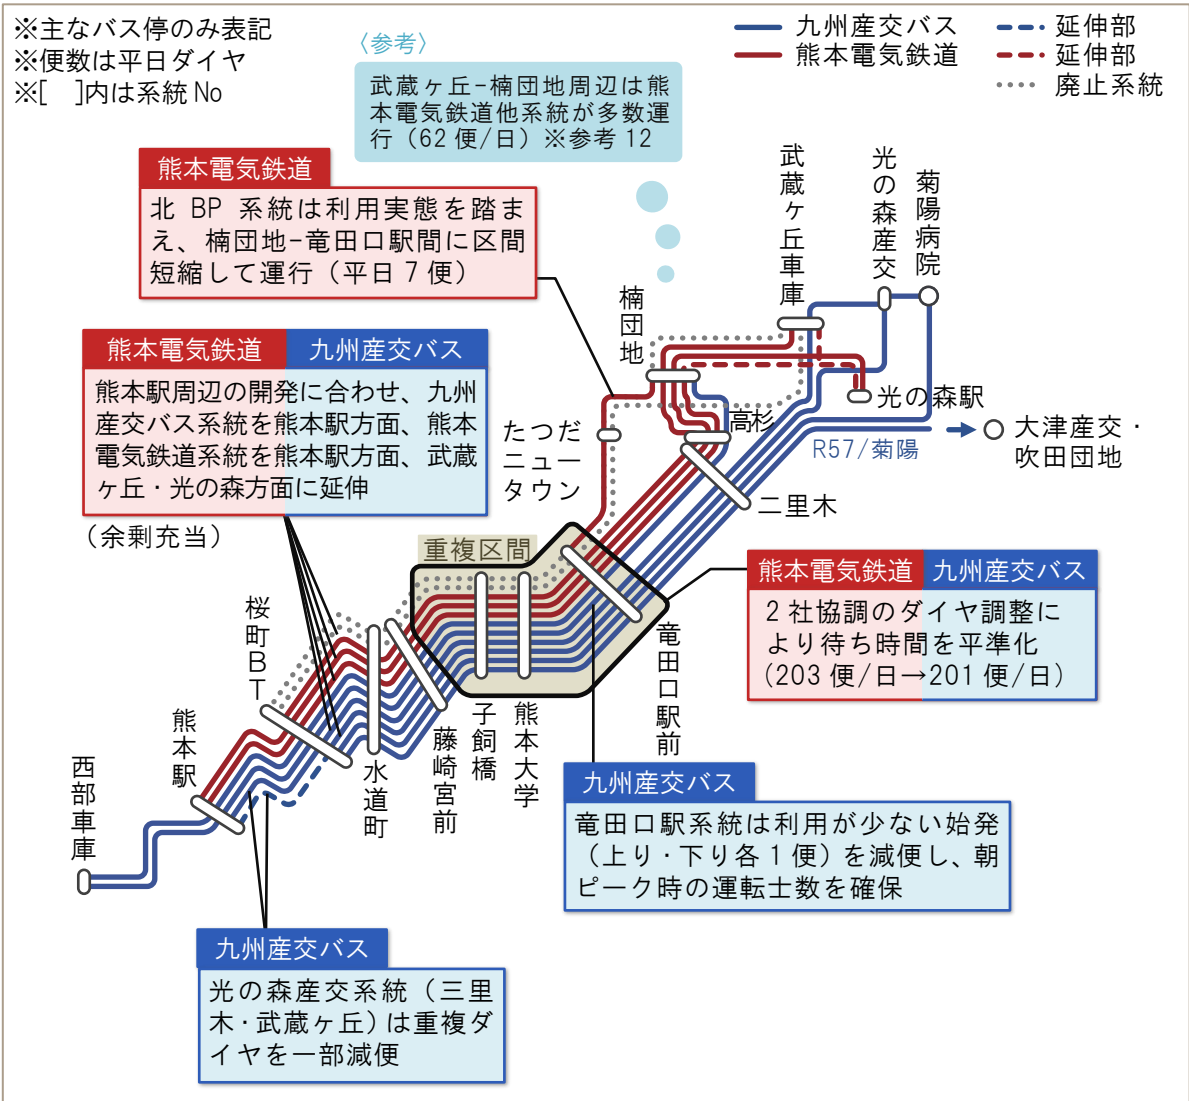 ※主なバス停のみ表記
※便数は平日ダイヤ
※[　]内は系統No
〈参考〉
武蔵ヶ丘−楠団地周辺は熊
本電気鉄道他系統が多数運
行（62便/日）※参考12
九州産交バス
熊本電気鉄道
延伸部
延伸部
廃止系統
熊本電気鉄道
北 BP 系統は利用実態を踏ま
え、楠団地−竜田口駅間に区間
短縮して運行（平日7便）
熊本電気鉄道
九州産交バス
熊本駅周辺の開発に合わせ、九州
産交バス系統を熊本駅方面、熊本
電気鉄道系統を熊本駅方面、武蔵
ヶ丘・光の森方面に延伸
（余剰充当）
武蔵ヶ丘車庫
光の森産交
菊陽病院
楠団地
光の森駅
高杉
たつだ
ニュー
タウン
R57/菊陽
大津産交・
吹田団地
二里木
重複区間
熊本電気鉄道
九州産交バス
2社協調のダイヤ調整に
より待ち時間を平準化
（203便/日→201便/日）
桜町BT
熊本駅
西部車庫
水道町
藤崎宮前
子飼橋
熊本大学
竜田口駅前
九州産交バス
竜田口駅系統は利用が少ない始発
（上り・下り各1便）を減便し、朝
ピーク時の運転士数を確保
九州産交バス
光の森産交系統（三里
木・武蔵ヶ丘）は重複ダ
イヤを一部減便